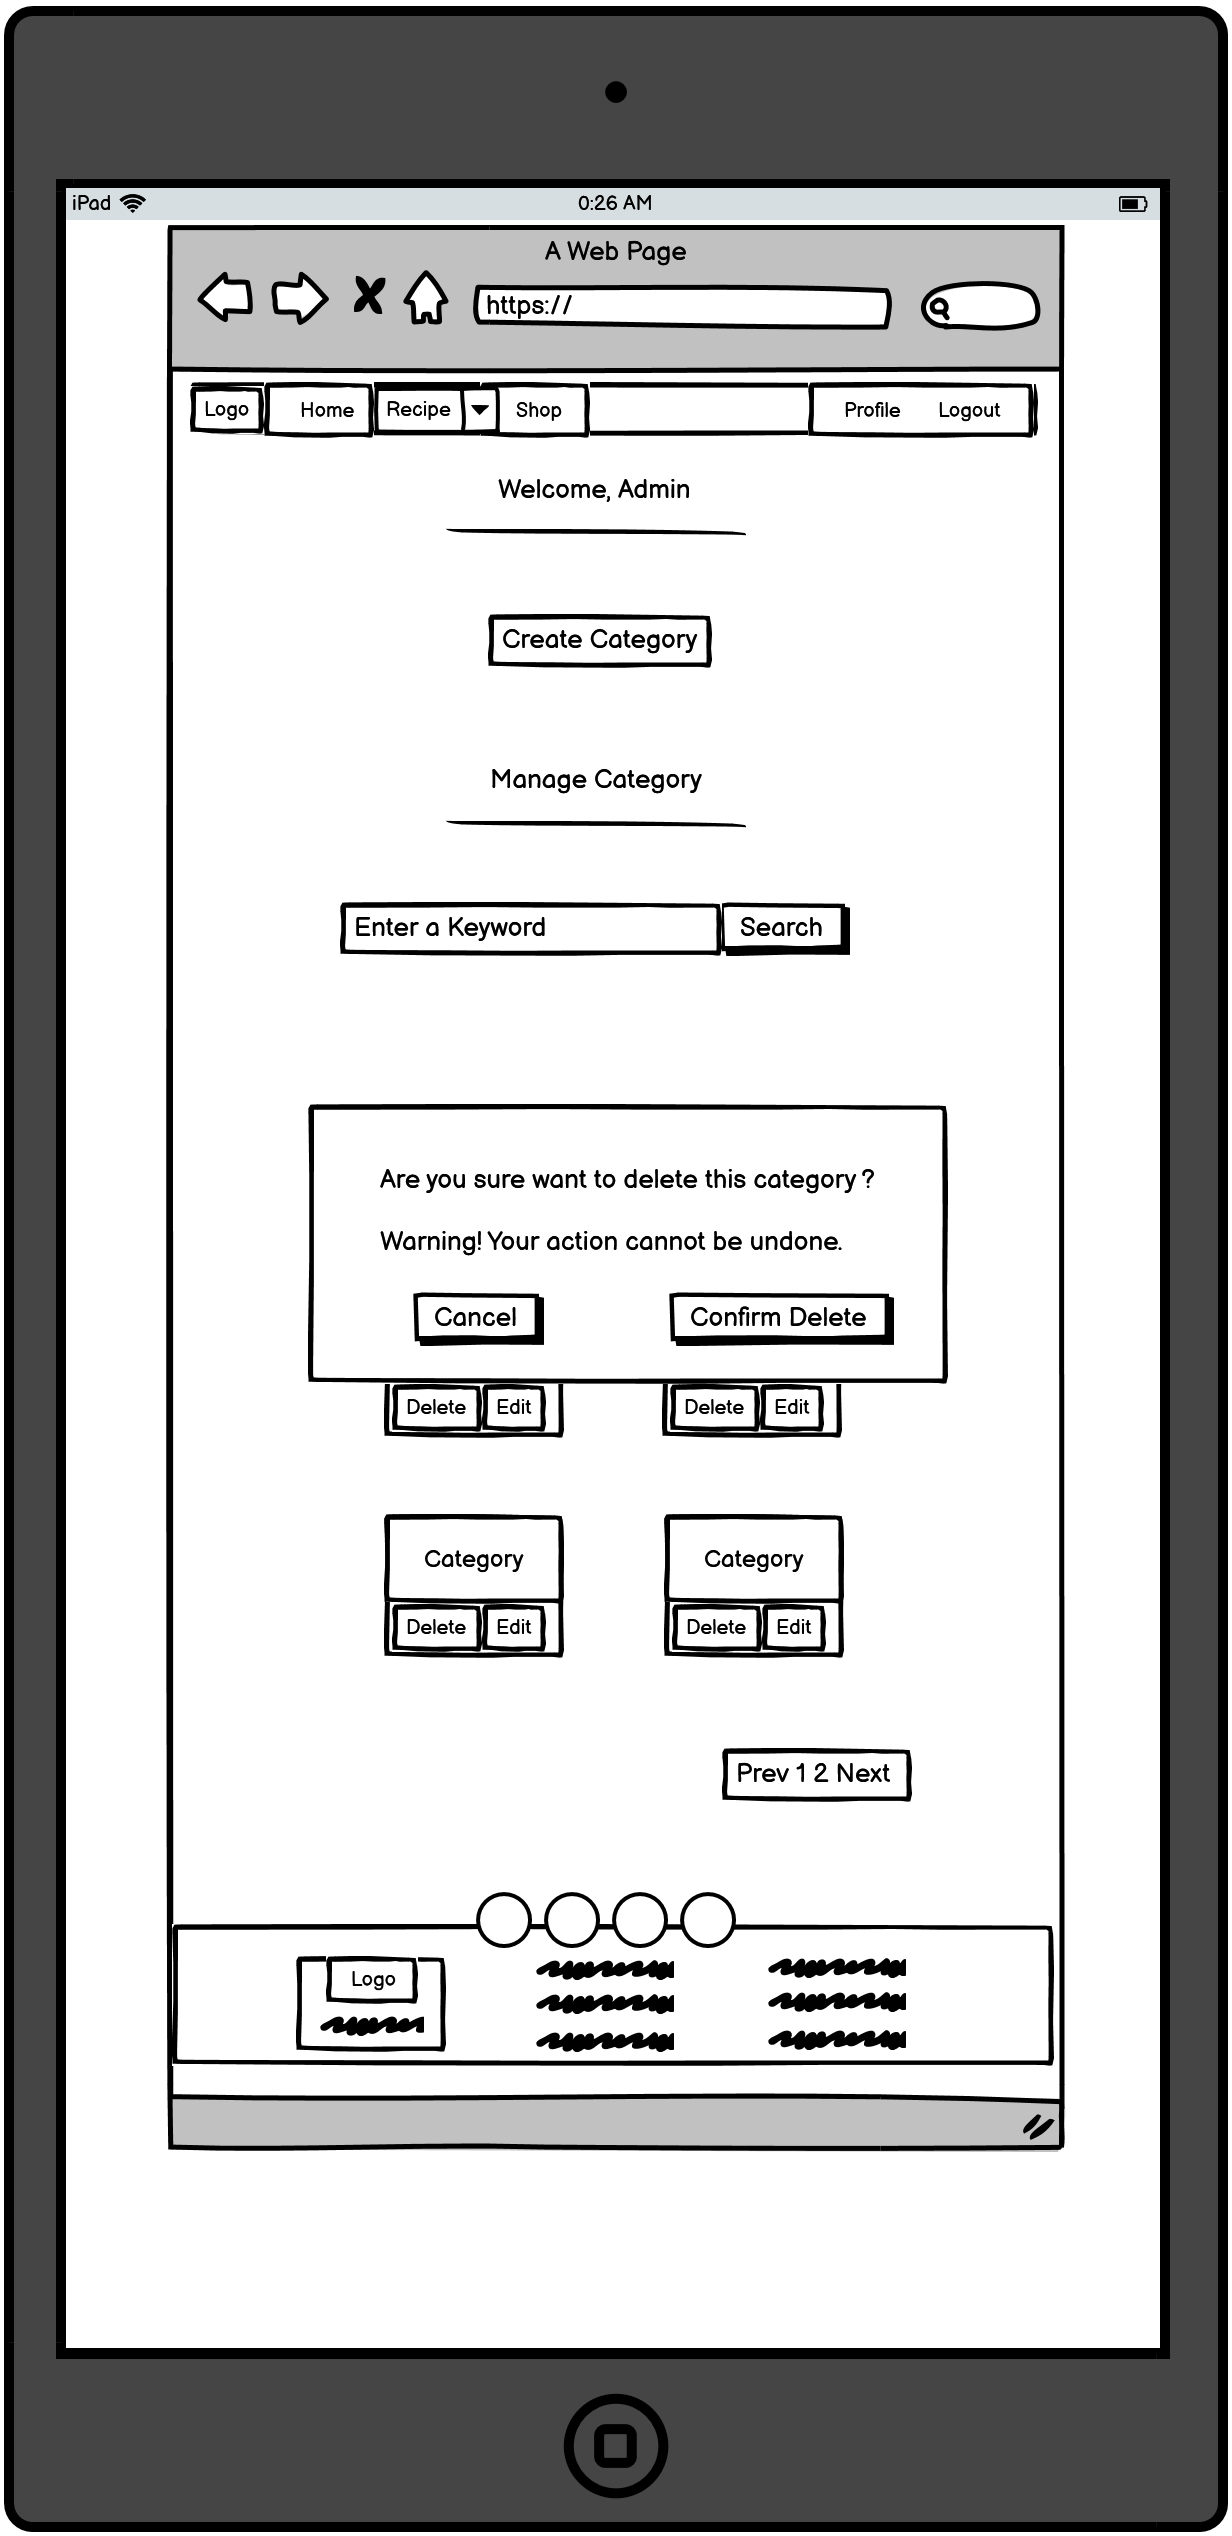 iPad 0:26 AM
A Web Page
https://
Logo Home Recipe Shop Profile Logout
Welcome, Admin
Create Category
Manage Category
Enter a Keyword Search
Are you sure want to delete this category ?
Warning! Your action cannot be undone.
Cancel Confirm Delete
Delete Edit Delete Edit
Category Category
Delete Edit Delete Edit
Prev 1 2 Next
Logo